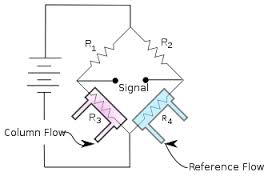 R1 R2
Signal
R3 R4
Column Flow
Reference Flow